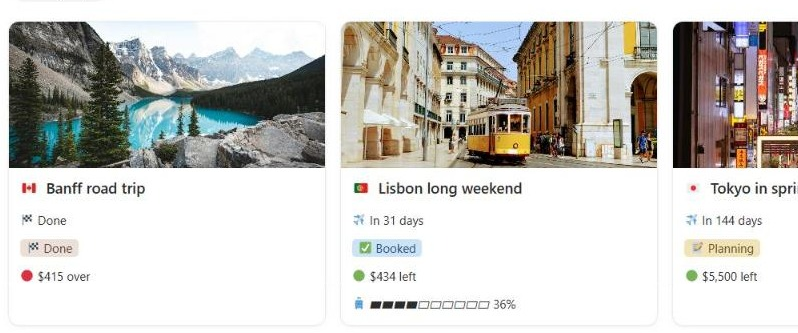 Banff road trip
Done
Done
$415 over
Lisbon long weekend
In 31 days
Booked
$434 left
36%
Tokyo in spri
In 144 days
Planning
$5,500 left